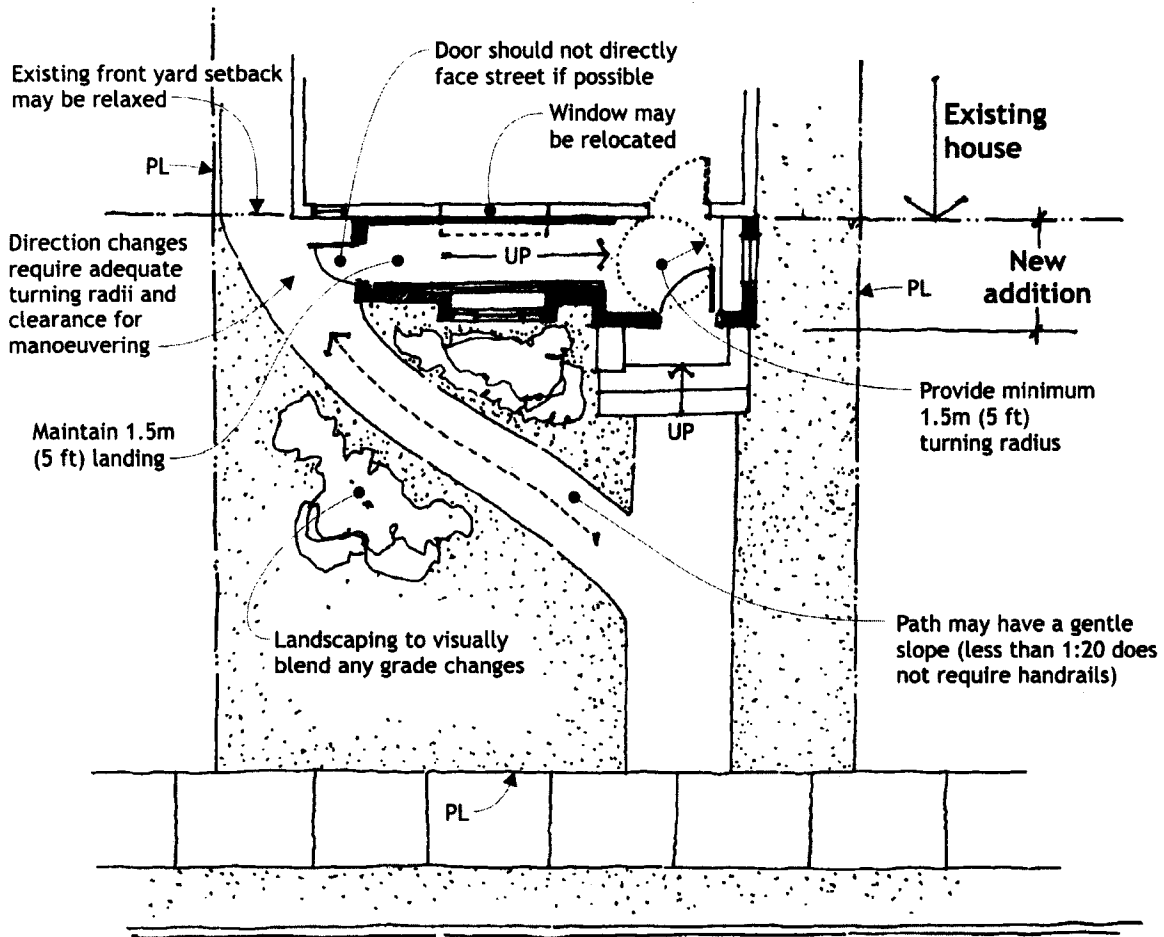 Door should not directly
face street if possible
Existing front yard setback
may be relaxed
Window may
be relocated
Existing
house
PL
Direction changes
require adequate
turning radii and
clearance for
manoeuvering
UP
New
addition
PL
Provide minimum
1.5m (5 ft)
turning radius
Maintain 1.5m
(5 ft) landing
UP
Path may have a gentle
slope (less than 1:20 does
not require handrails)
Landscaping to visually
blend any grade changes
PL